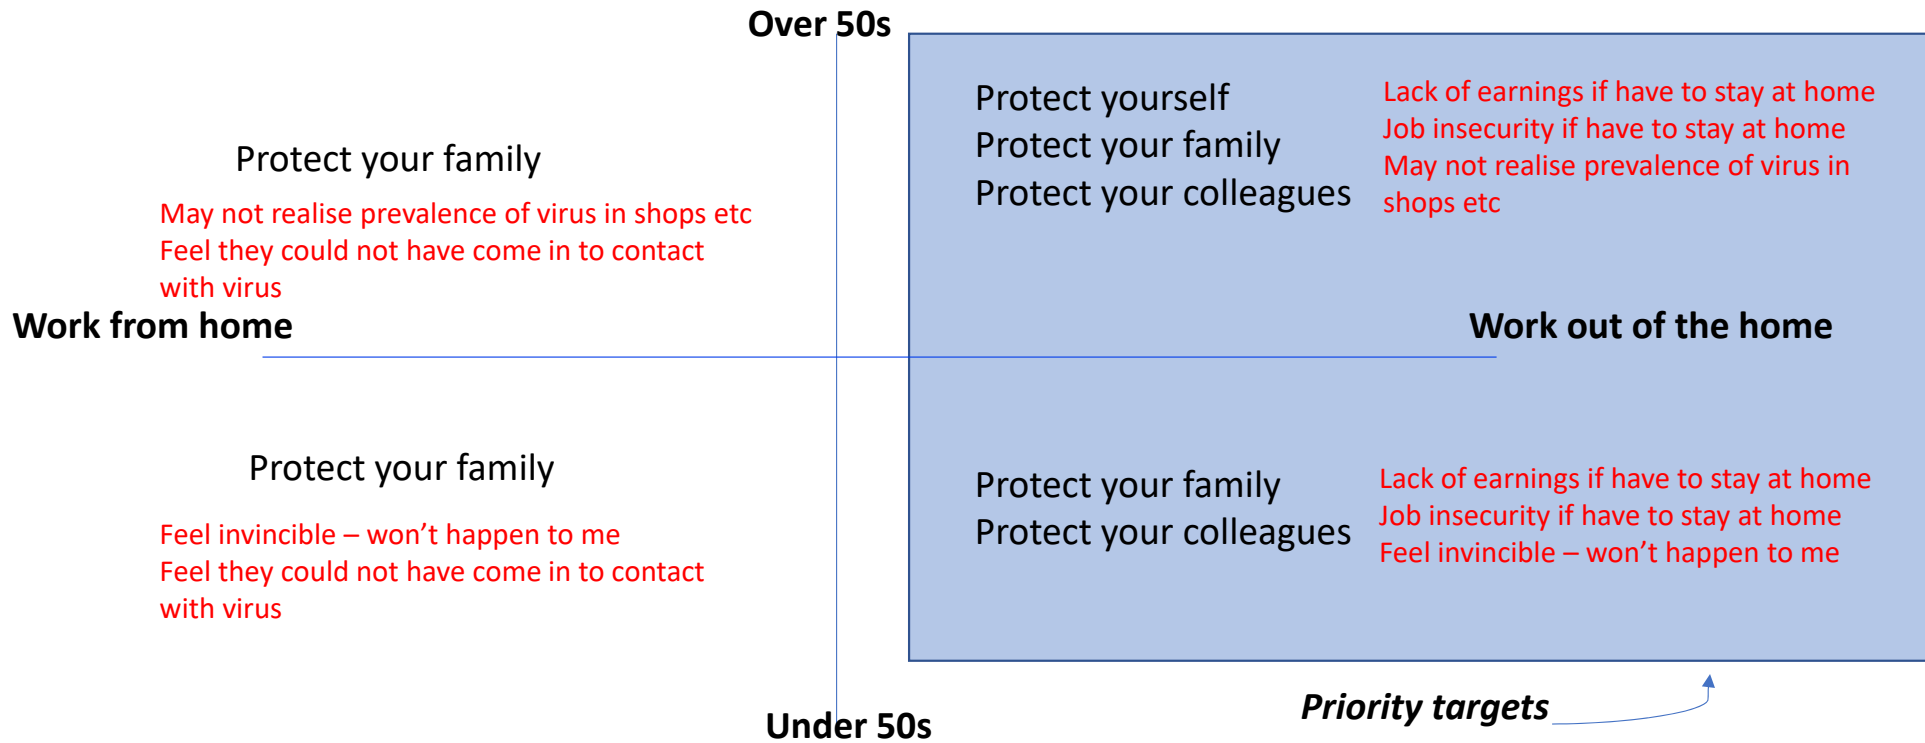 Over 50s
Protect your family
May not realise prevalence of virus in shops etc
Feel they could not have come in to contact
with virus
Protect yourself
Protect your family
Protect your colleagues
Lack of earnings if have to stay at home
Job insecurity if have to stay at home
May not realise prevalence of virus in
shops etc
Work from home
Work out of the home
Protect your family
Feel invincible – won’t happen to me
Feel they could not have come in to contact
with virus
Protect your family
Protect your colleagues
Lack of earnings if have to stay at home
Job insecurity if have to stay at home
Feel invincible – won’t happen to me
Priority targets
Under 50s